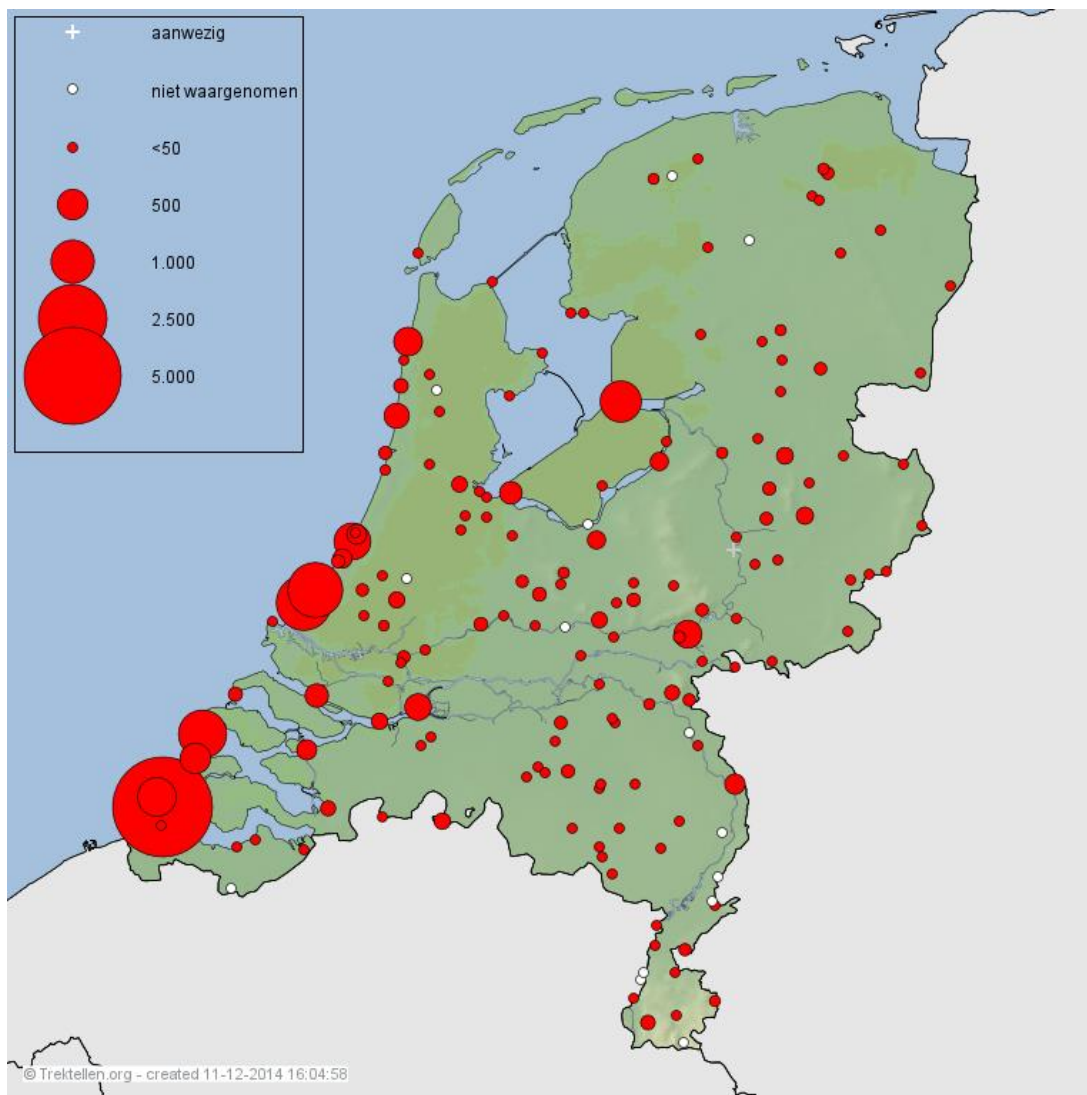 aanwezig
niet waargenomen
<50
500
1.000
2.500
5.000
© Trektellen.org - created 11-12-2014 16:04:58